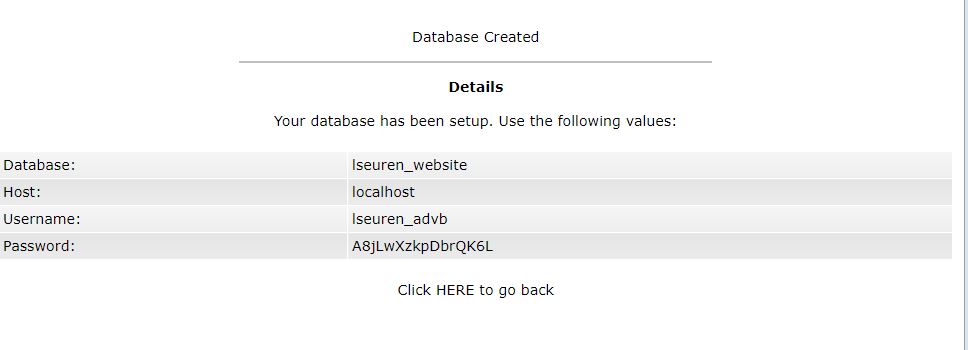 Database Created
Details
Your database has been setup. Use the following values:
Database: lseuren_website
Host: localhost
Username: lseuren_advb
Password: A8jLwXzkpDbrQK6L
Click HERE to go back